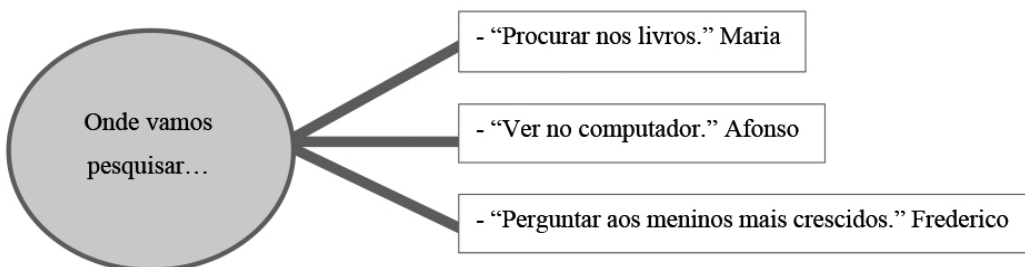 Onde vamos
pesquisar…
- “Procurar nos livros.” Maria
- “Ver no computador.” Afonso
- “Perguntar aos meninos mais crescidos.” Frederico